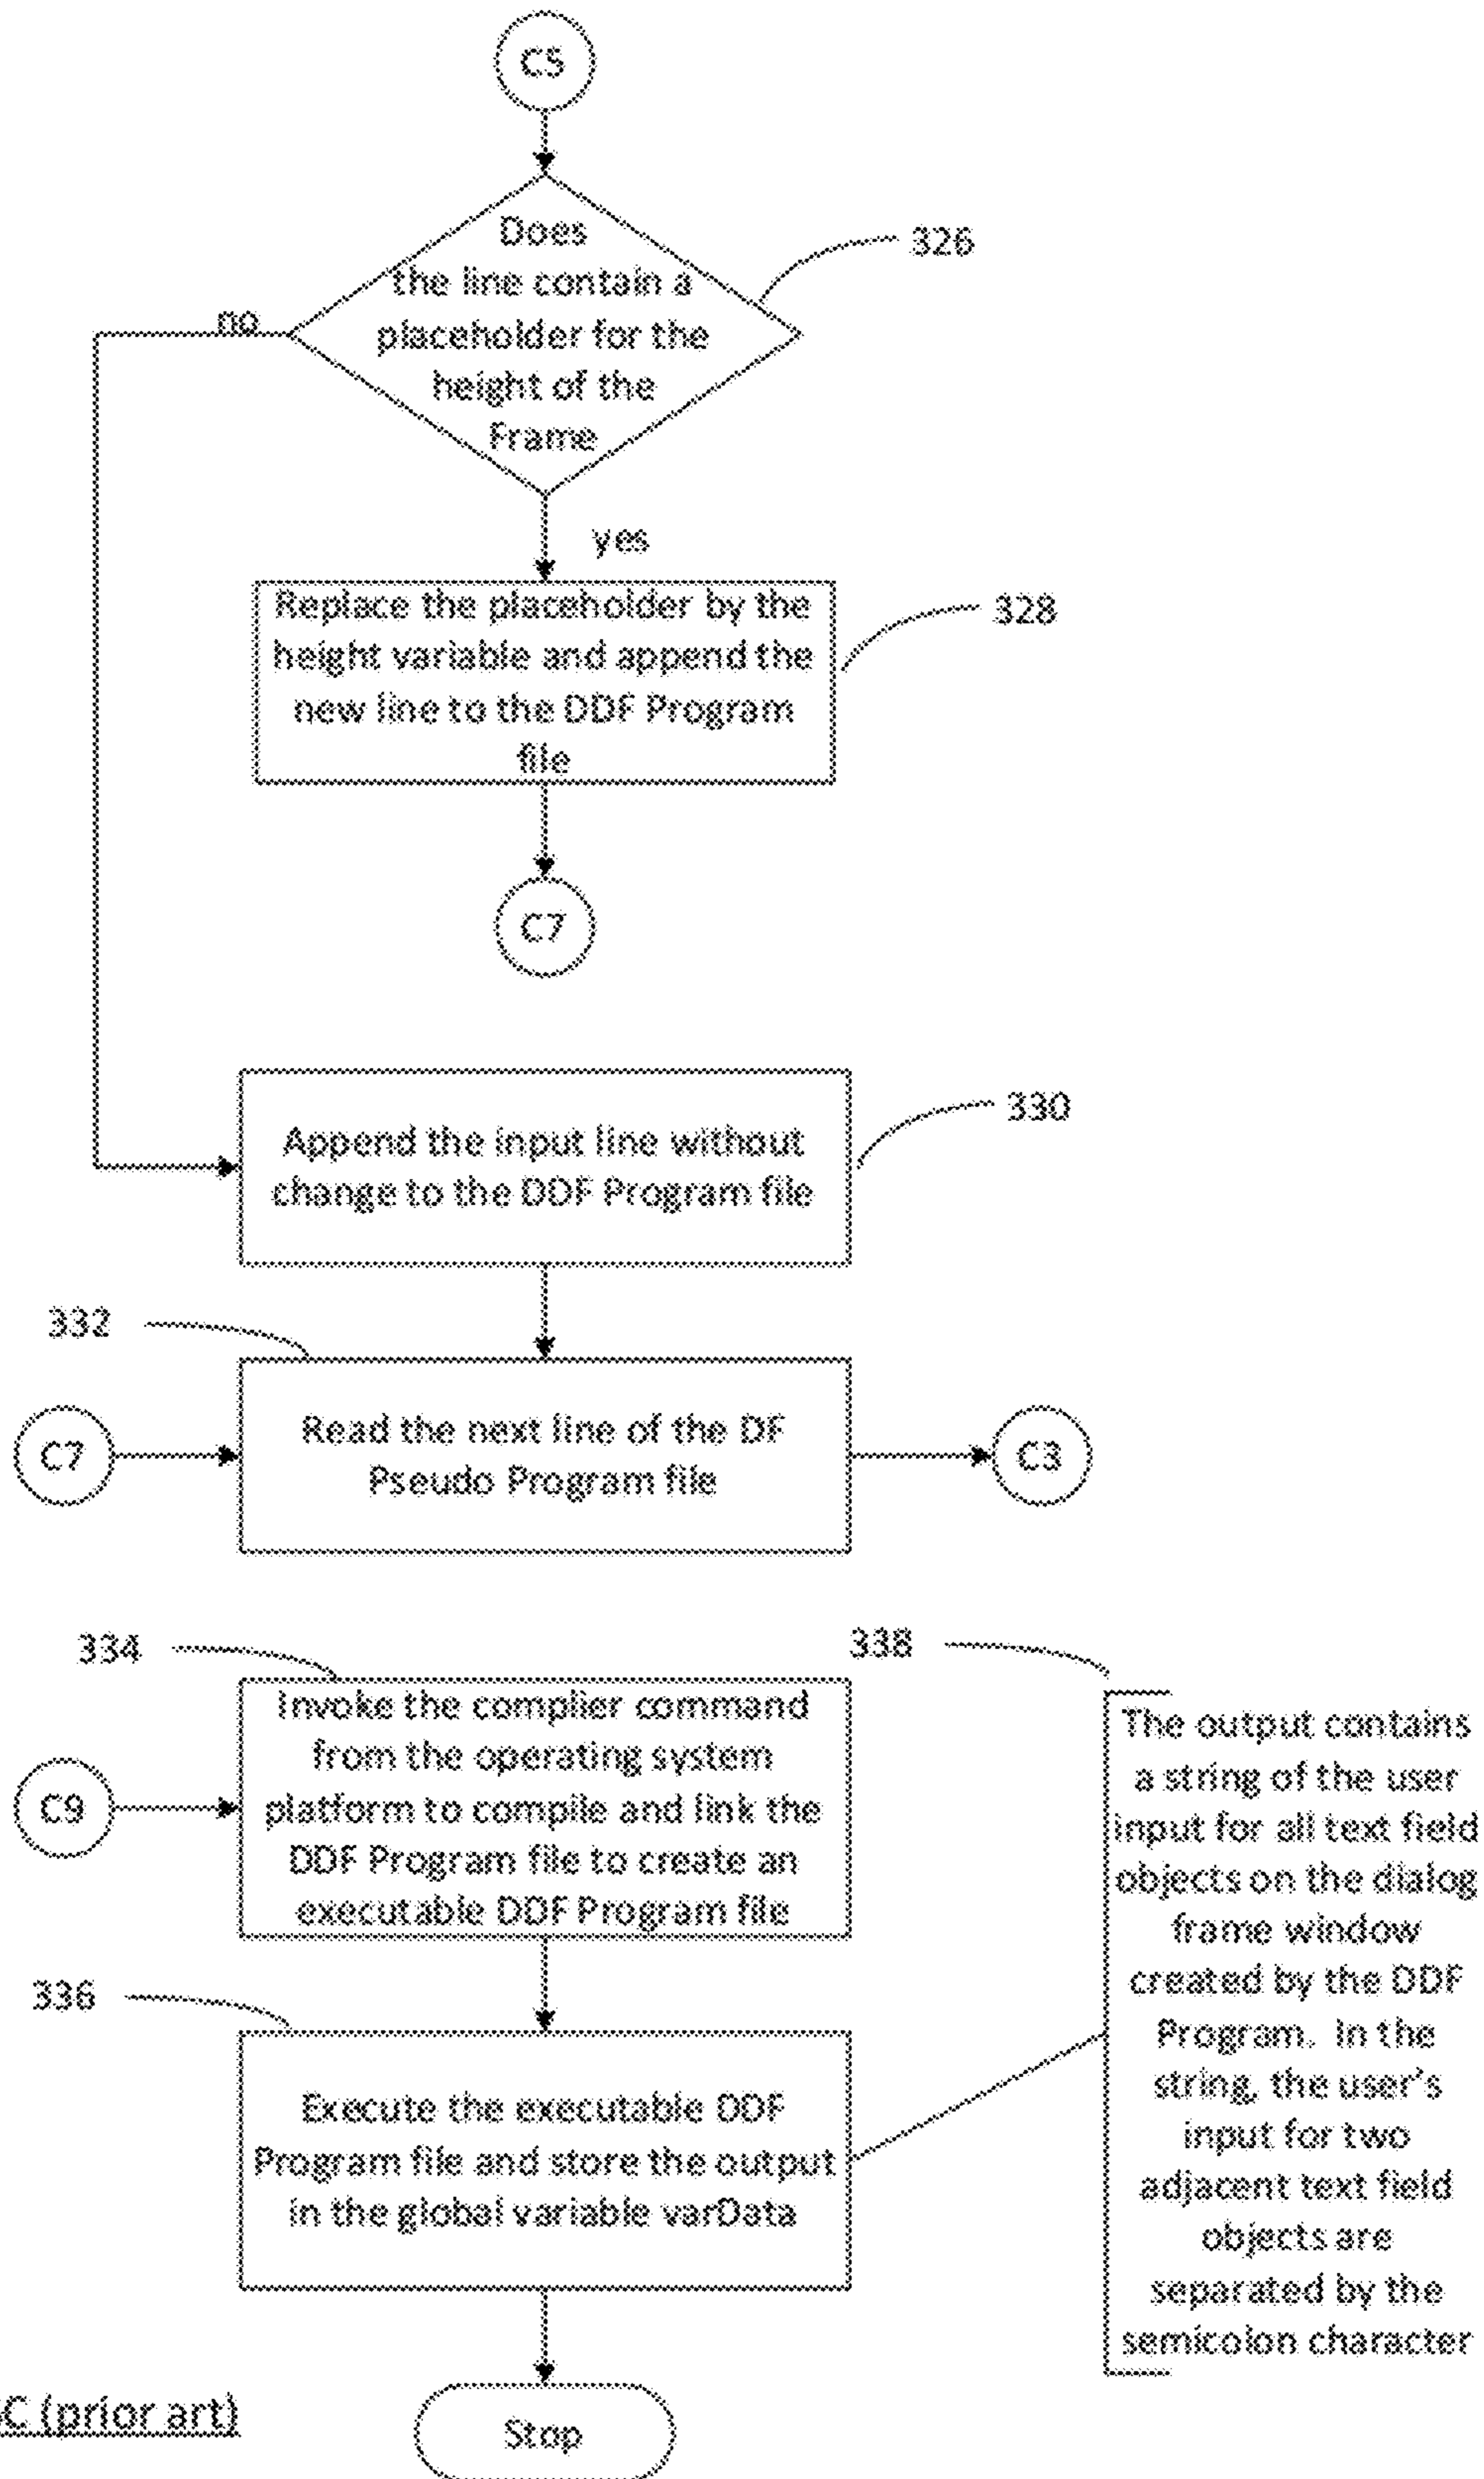 C5
Does
the line contain a
placeholder for the
height of the
Frame
326
no
yes
Replace the placeholder by the
height variable and append the
new line to the DDF Program
file
328
C7
Append the input line without
change to the DDF Program file
330
332
C7
Read the next line of the DF
Pseudo Program file
C3
334
C9
Invoke the complier command
from the operating system
platform to compile and link the
DDF Program file to create an
executable DDF Program file
336
Execute the executable DDF
Program file and store the output
in the global variable varData
338
The output contains
a string of the user
input for all text field
objects on the dialog
frame window
created by the DDF
Program. In the
string, the user's
input for two
adjacent text field
objects are
separated by the
semicolon character
Stop
C (prior art)